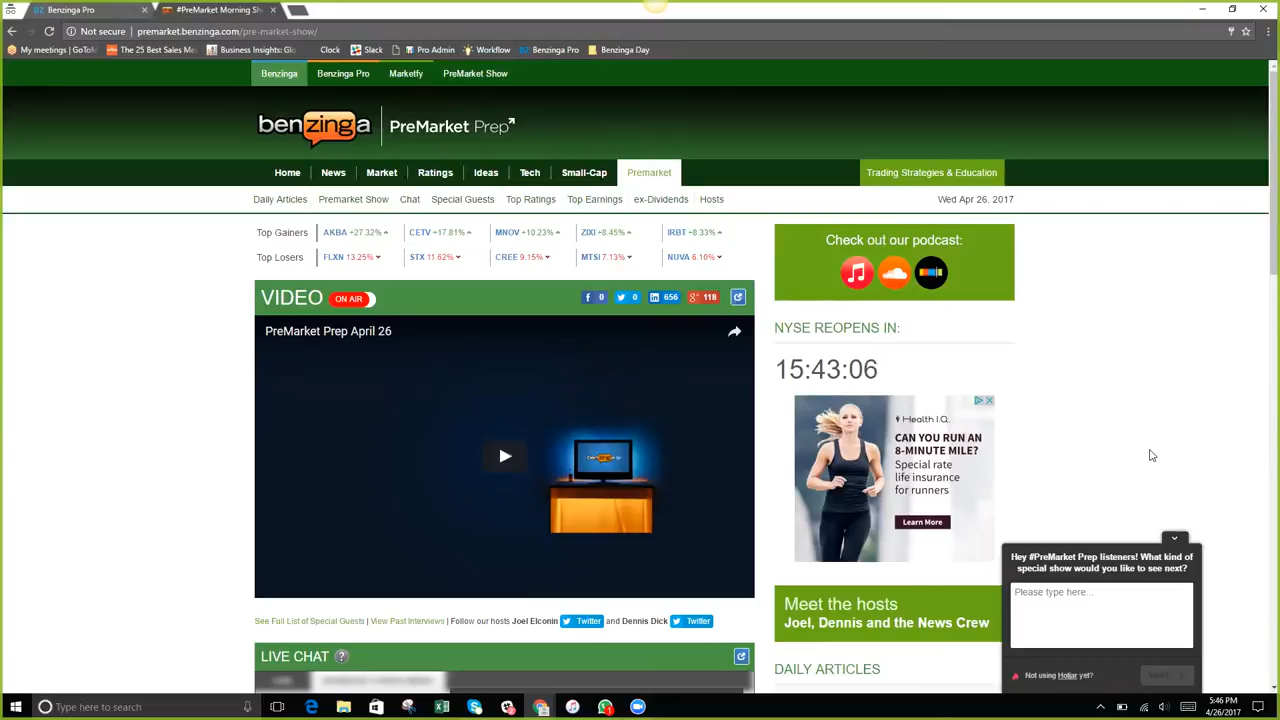 Benzinga Pro
#PreMarket Morning Sh
Not secure | premarket.benzinga.com/pre-market-show/
My meetings | GoToM
The 25 Best Sales Me
Business Insights: Glo
Clock
Slack
Pro Admin
Workflow
Benzinga Pro
Benzinga Day
Benzinga
Benzinga Pro
Marketfy
PreMarket Show
benzinga
PreMarket Prep
Home
News
Market
Ratings
Ideas
Tech
Small-Cap
Premarket
Trading Strategies & Education
Daily Articles
Premarket Show
Chat
Special Guests
Top Ratings
Top Earnings
ex-Dividends
Hosts
Wed Apr 26, 2017
Top Gainers
AKBA +27.32%
CETV +17.81%
MNOV +10.23%
ZIXI +8.45%
IRBT +8.33%
Top Losers
FLXN 13.25%
STX 11.62%
CREE 9.15%
MTSI 7.13%
NUVA 6.10%
Check out our podcast:
VIDEO
ON AIR
0
0
656
118
PreMarket Prep April 26
NYSE REOPENS IN:
15:43:06
Health I.Q.
CAN YOU RUN AN
8-MINUTE MILE?
Special rate
life insurance
for runners
Learn More
Hey #PreMarket Prep listeners! What kind of
special show would you like to see next?
Please type here...
Not using Hotjar yet?
Meet the hosts
Joel, Dennis and the News Crew
See Full List of Special Guests | View Past Interviews | Follow our hosts Joel Elconin Twitter and Dennis Dick Twitter
LIVE CHAT ?
DAILY ARTICLES
Type here to search
5:46 PM
4/26/2017